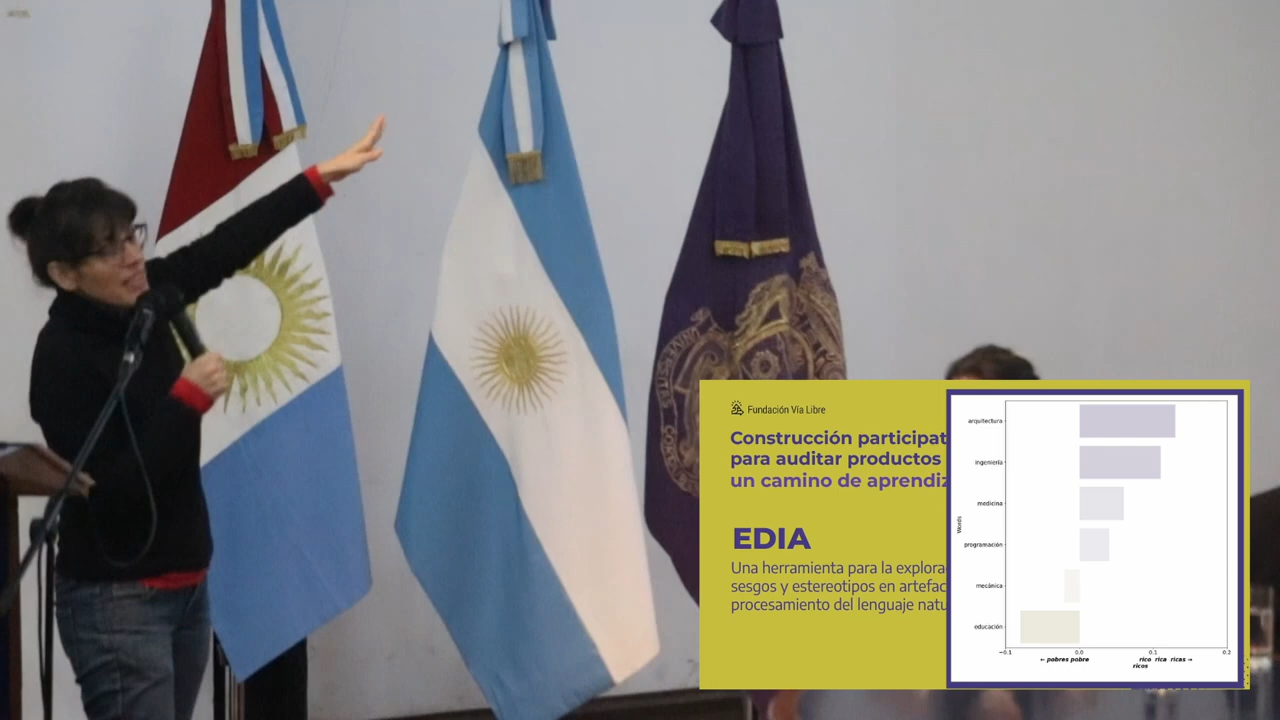 Fundación Vía Libre
Construcción participat
para auditar productos
un camino de aprendiz
EDIA
Una herramienta para la explora
sesgos y estereotipos en artefac
procesamiento del lenguaje natu
Words
arquitectura
ingeniería
medicina
programación
mecánica
educación
−0.1 0.0 0.1 0.2
← pobres pobre rico rica ricas →
ricos